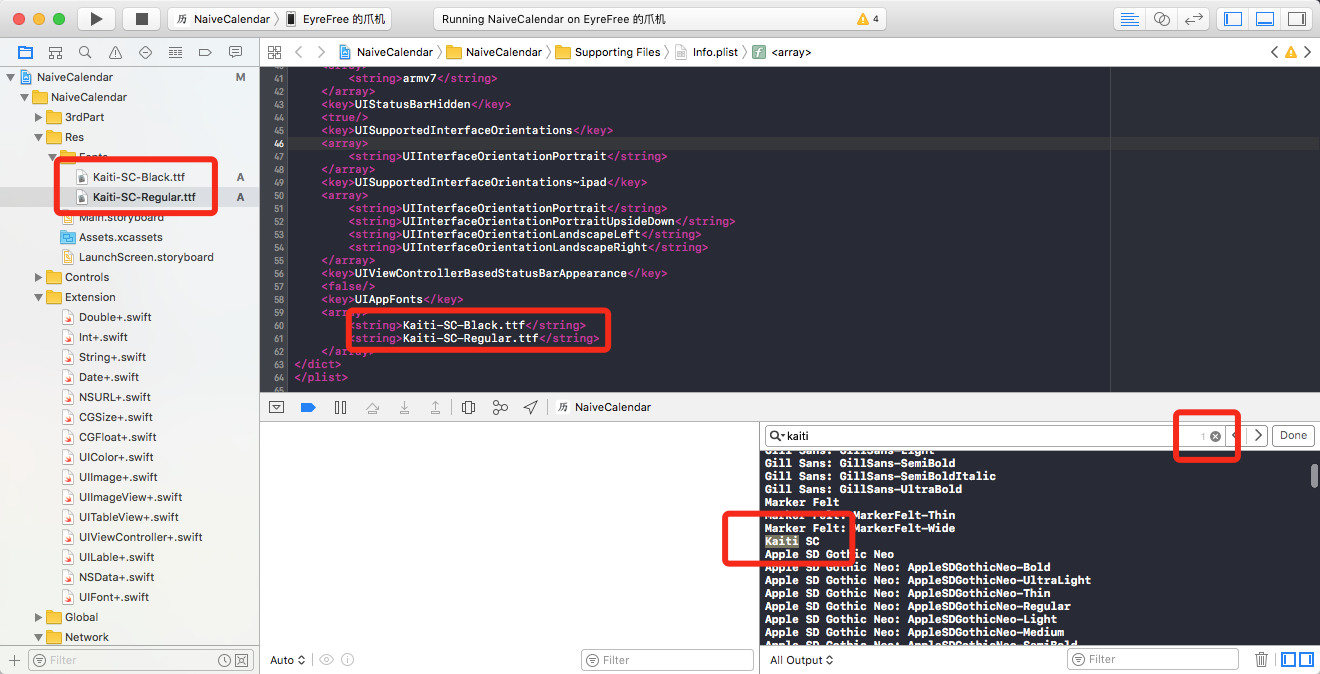 历 NaiveCalendar
EyreFree 的爪机
Running NaiveCalendar on EyreFree 的爪机
4
NaiveCalendar
NaiveCalendar
Supporting Files
Info.plist
<array>
NaiveCalendar
M
NaiveCalendar
3rdPart
Res
Fonts
Kaiti-SC-Black.ttf
A
Kaiti-SC-Regular.ttf
A
Main.storyboard
Assets.xcassets
LaunchScreen.storyboard
Controls
Extension
Double+.swift
Int+.swift
String+.swift
Date+.swift
NSURL+.swift
CGSize+.swift
CGFloat+.swift
UIColor+.swift
UIImage+.swift
UIImageView+.swift
UITableView+.swift
UIViewController+.swift
UILable+.swift
NSData+.swift
UIFont+.swift
Global
Network
Filter
40 <array>
41 <string>armv7</string>
42 </array>
43 <key>UIStatusBarHidden</key>
44 <true/>
45 <key>UISupportedInterfaceOrientations</key>
46 <array>
47 <string>UIInterfaceOrientationPortrait</string>
48 </array>
49 <key>UISupportedInterfaceOrientations~ipad</key>
50 <array>
51 <string>UIInterfaceOrientationPortrait</string>
52 <string>UIInterfaceOrientationPortraitUpsideDown</string>
53 <string>UIInterfaceOrientationLandscapeLeft</string>
54 <string>UIInterfaceOrientationLandscapeRight</string>
55 </array>
56 <key>UIViewControllerBasedStatusBarAppearance</key>
57 <false/>
58 <key>UIAppFonts</key>
59 <array>
60 <string>Kaiti-SC-Black.ttf</string>
61 <string>Kaiti-SC-Regular.ttf</string>
62 </array>
63 </dict>
64 </plist>
65
历 NaiveCalendar
kaiti
1
Done
Gill Sans: GillSans-Light
Gill Sans: GillSans-SemiBold
Gill Sans: GillSans-SemiBoldItalic
Gill Sans: GillSans-UltraBold
Marker Felt
Marker Felt: MarkerFelt-Thin
Marker Felt: MarkerFelt-Wide
Kaiti SC
Apple SD Gothic Neo
Apple SD Gothic Neo: AppleSDGothicNeo-Bold
Apple SD Gothic Neo: AppleSDGothicNeo-UltraLight
Apple SD Gothic Neo: AppleSDGothicNeo-Thin
Apple SD Gothic Neo: AppleSDGothicNeo-Regular
Apple SD Gothic Neo: AppleSDGothicNeo-Light
Apple SD Gothic Neo: AppleSDGothicNeo-Medium
Apple SD Gothic Neo: AppleSDGothicNeo-SemiBold
Auto
Filter
All Output
Filter